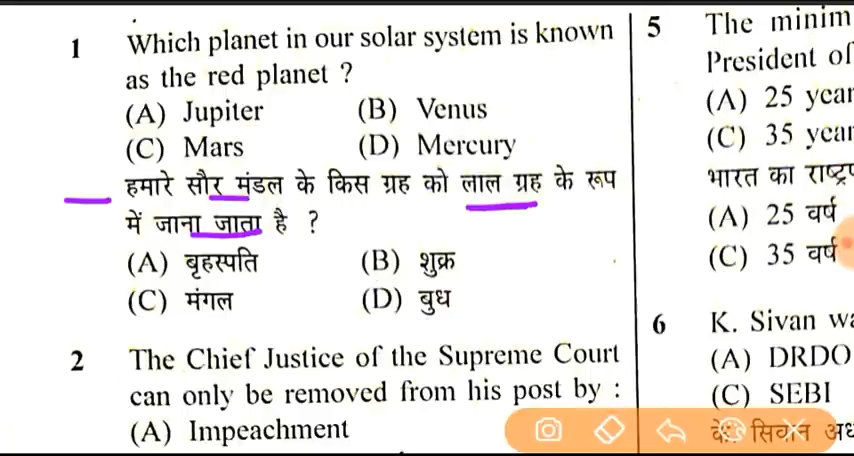 1 Which planet in our solar system is known
as the red planet ?
(A) Jupiter (B) Venus
(C) Mars (D) Mercury
हमारे सौर मंडल के किस ग्रह को लाल ग्रह के रूप
में जाना जाता है ?
(A) बृहस्पति (B) शुक्र
(C) मंगल (D) बुध
2 The Chief Justice of the Supreme Court
can only be removed from his post by :
(A) Impeachment
5 The minim
President of
(A) 25 year
(C) 35 year
भारत का
(A) 25 वर्ष
(C) 35 वर्ष
6 K. Sivan
(A) DRDO
(C) SEBI
के. सिवान